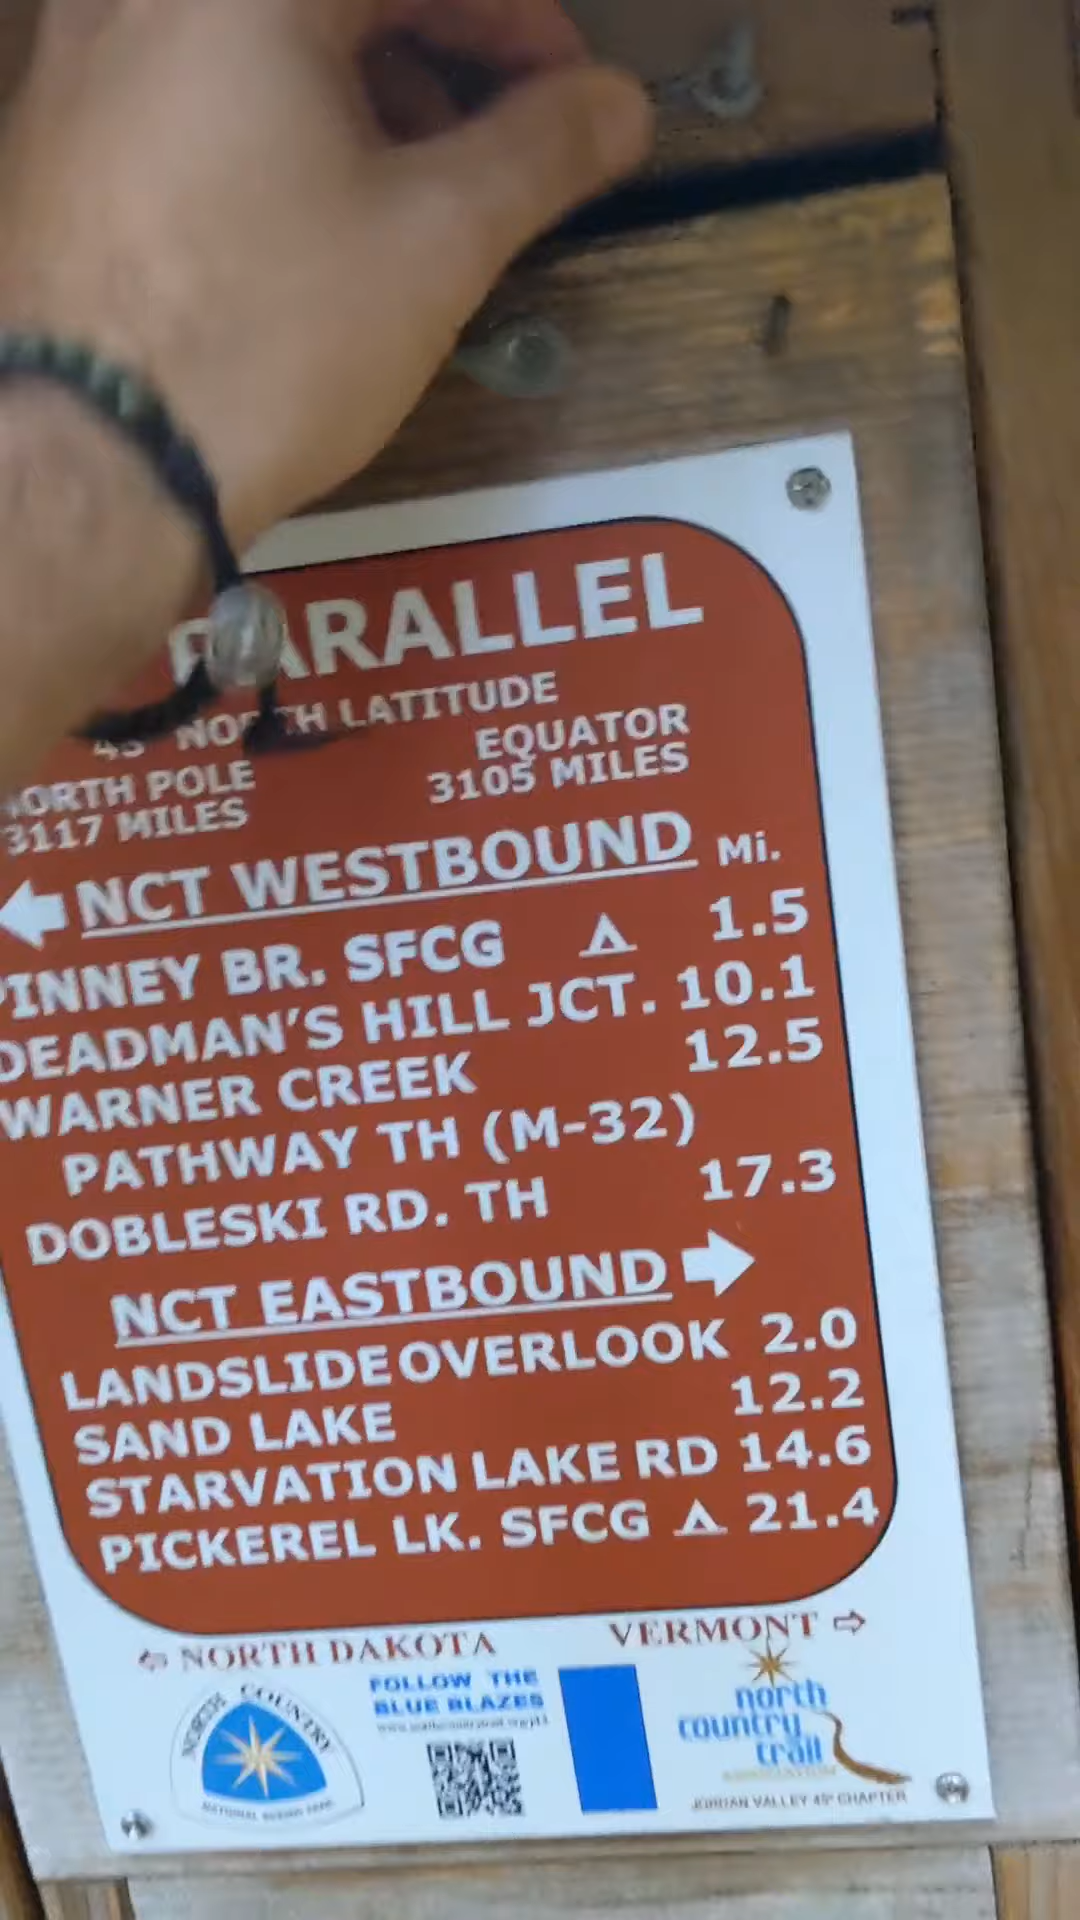 PARALLEL
45° NORTH LATITUDE
NORTH POLE EQUATOR
3117 MILES 3105 MILES
NCT WESTBOUND Mi.
PINNEY BR. SFCG 1.5
DEADMAN'S HILL JCT. 10.1
WARNER CREEK 12.5
PATHWAY TH (M-32)
DOBLESKI RD. TH 17.3
NCT EASTBOUND
LANDSLIDE OVERLOOK 2.0
SAND LAKE 12.2
STARVATION LAKE RD 14.6
PICKEREL LK. SFCG 21.4
NORTH DAKOTA VERMONT
NORTH COUNTRY
FOLLOW THE
BLUE BLAZES
north
country
trail
ASSOCIATION
JORDAN VALLEY 45° CHAPTER